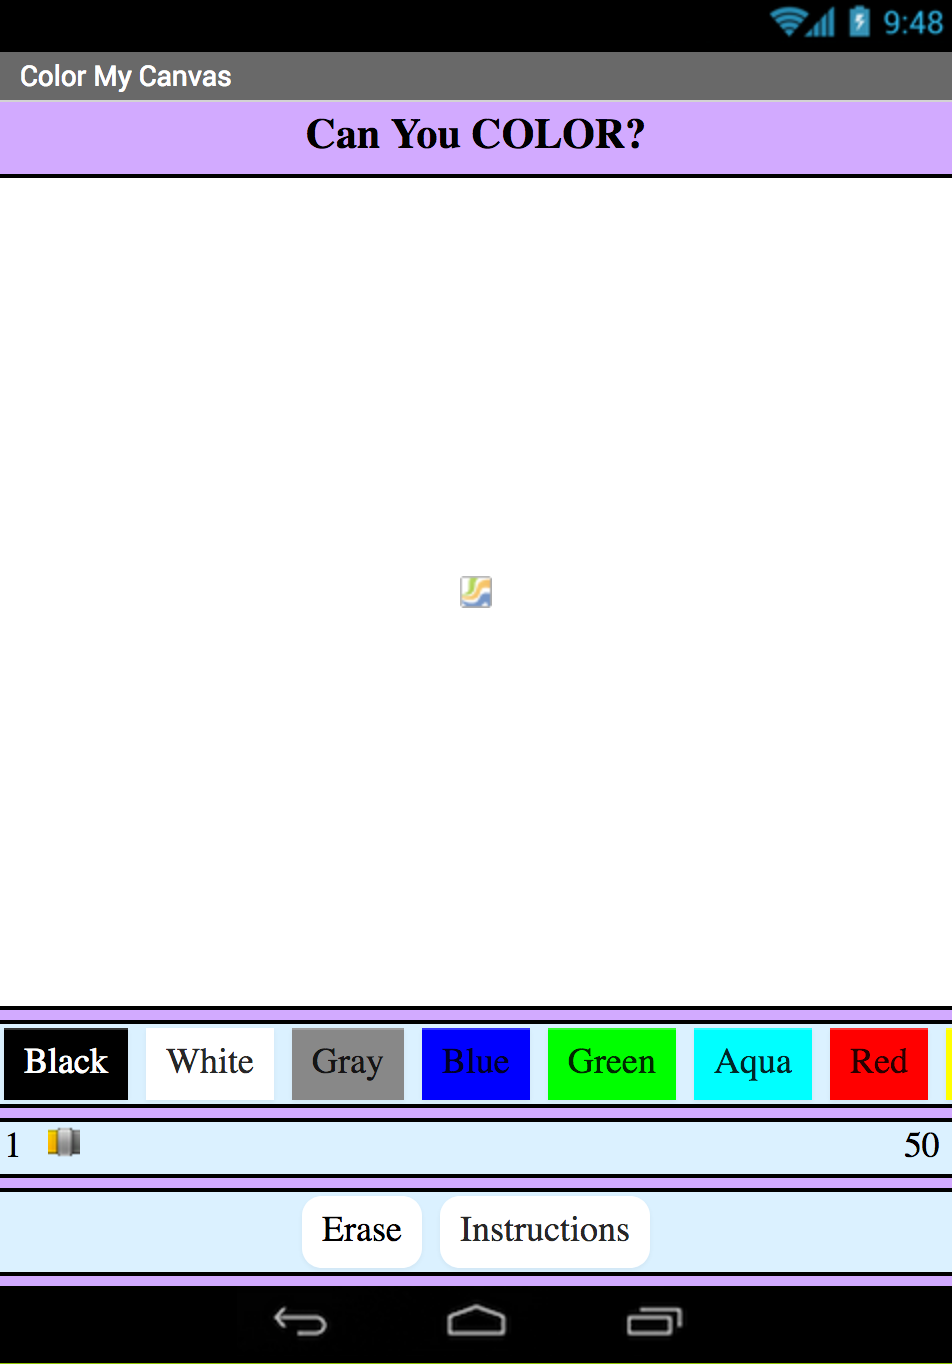 9:48
Color My Canvas
Can You COLOR?
Black White Gray Blue Green Aqua Red
1 50
Erase Instructions